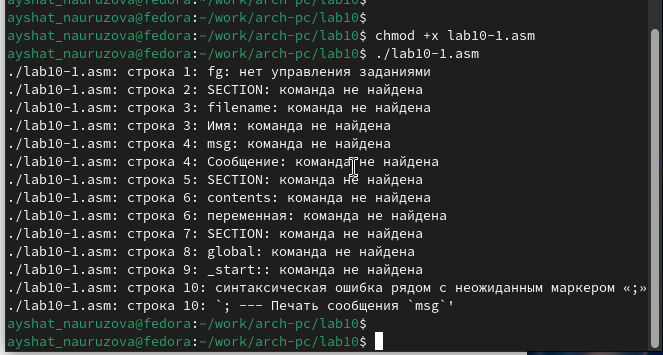 ayshat_nauruzova@fedora:~/work/arch-pc/lab10$
ayshat_nauruzova@fedora:~/work/arch-pc/lab10$
ayshat_nauruzova@fedora:~/work/arch-pc/lab10$ chmod +x lab10-1.asm
ayshat_nauruzova@fedora:~/work/arch-pc/lab10$ ./lab10-1.asm
./lab10-1.asm: строка 1: fg: нет управления заданиями
./lab10-1.asm: строка 2: SECTION: команда не найдена
./lab10-1.asm: строка 3: filename: команда не найдена
./lab10-1.asm: строка 3: Имя: команда не найдена
./lab10-1.asm: строка 4: msg: команда не найдена
./lab10-1.asm: строка 4: Сообщение: команда не найдена
./lab10-1.asm: строка 5: SECTION: команда не найдена
./lab10-1.asm: строка 6: contents: команда не найдена
./lab10-1.asm: строка 6: переменная: команда не найдена
./lab10-1.asm: строка 7: SECTION: команда не найдена
./lab10-1.asm: строка 8: global: команда не найдена
./lab10-1.asm: строка 9: _start:: команда не найдена
./lab10-1.asm: строка 10: синтаксическая ошибка рядом с неожиданным маркером «;»
./lab10-1.asm: строка 10: `; --- Печать сообщения `msg`'
ayshat_nauruzova@fedora:~/work/arch-pc/lab10$
ayshat_nauruzova@fedora:~/work/arch-pc/lab10$